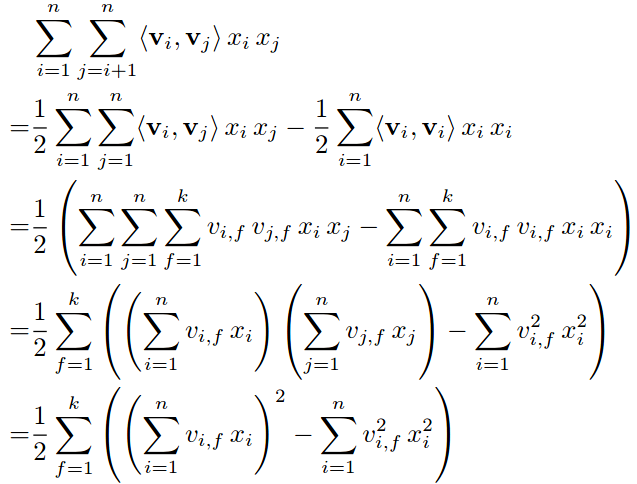 \sum_{i=1}^{n} \sum_{j=i+1}^{n} \langle \mathbf{v}_i, \mathbf{v}_j \rangle \, x_i \, x_j
= \frac{1}{2} \sum_{i=1}^{n} \sum_{j=1}^{n} \langle \mathbf{v}_i, \mathbf{v}_j \rangle \, x_i \, x_j - \frac{1}{2} \sum_{i=1}^{n} \langle \mathbf{v}_i, \mathbf{v}_i \rangle \, x_i \, x_i
= \frac{1}{2} \left( \sum_{i=1}^{n} \sum_{j=1}^{n} \sum_{f=1}^{k} v_{i,f} \, v_{j,f} \, x_i \, x_j - \sum_{i=1}^{n} \sum_{f=1}^{k} v_{i,f} \, v_{i,f} \, x_i \, x_i \right)
= \frac{1}{2} \sum_{f=1}^{k} \left( \left( \sum_{i=1}^{n} v_{i,f} \, x_i \right) \left( \sum_{j=1}^{n} v_{j,f} \, x_j \right) - \sum_{i=1}^{n} v_{i,f}^2 \, x_i^2 \right)
= \frac{1}{2} \sum_{f=1}^{k} \left( \left( \sum_{i=1}^{n} v_{i,f} \, x_i \right)^2 - \sum_{i=1}^{n} v_{i,f}^2 \, x_i^2 \right)